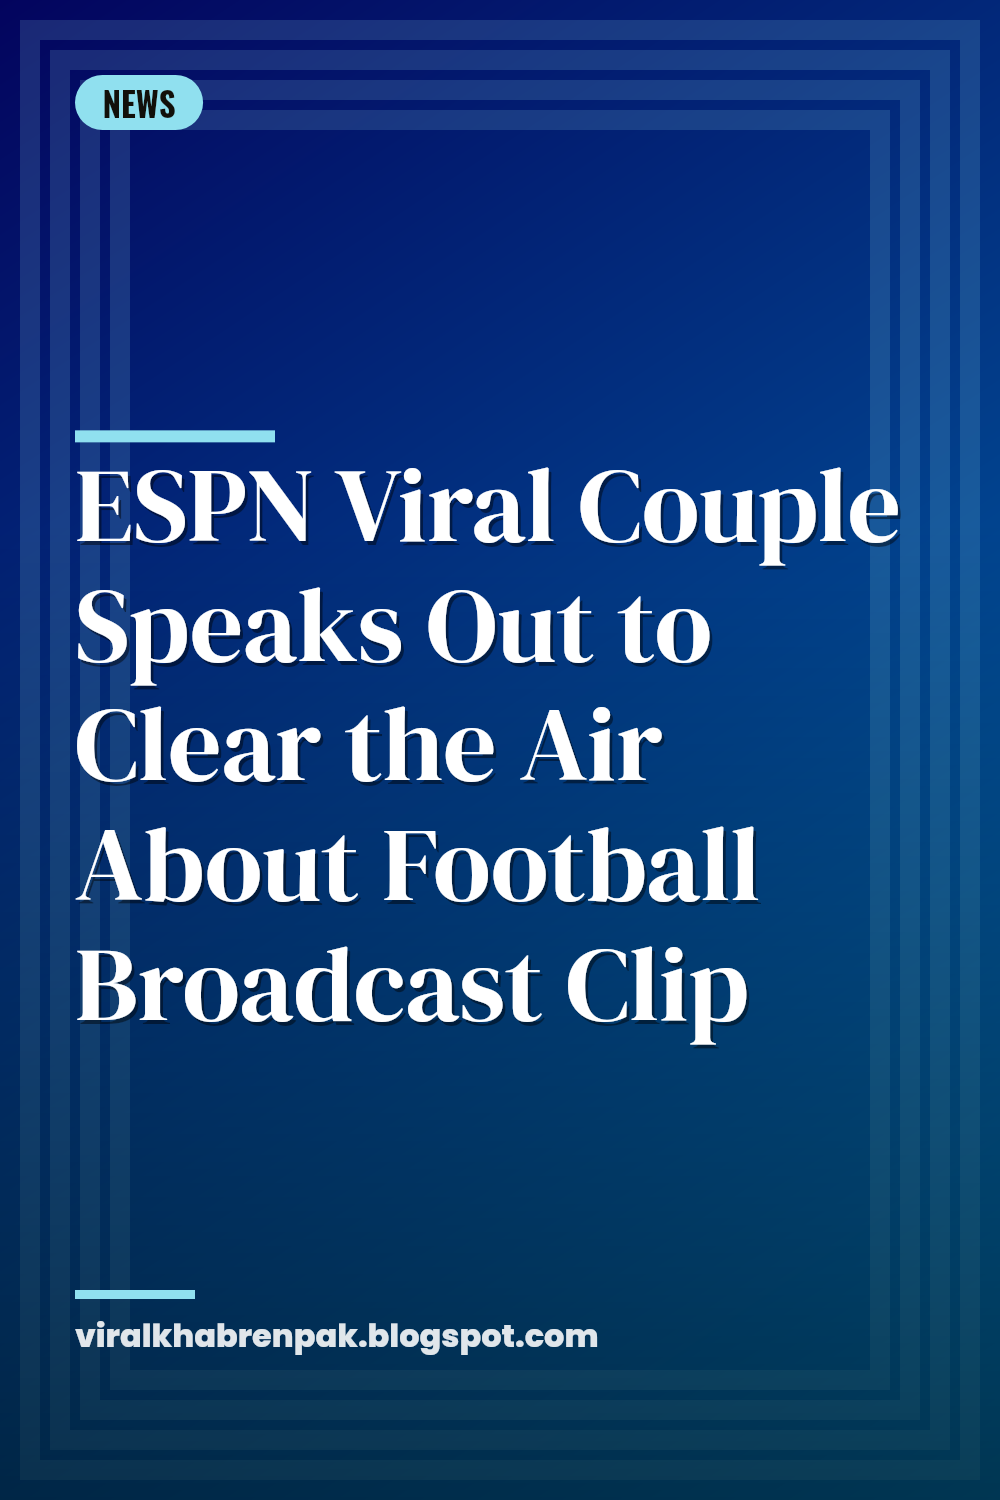 NEWS
ESPN Viral Couple
Speaks Out to
Clear the Air
About Football
Broadcast Clip
viralkhabrenpak.blogspot.com